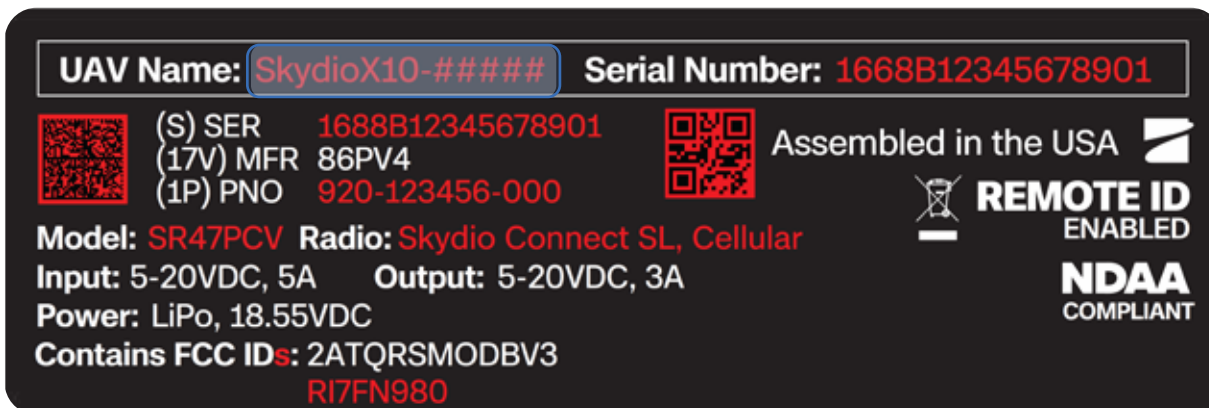 UAV Name: SkydioX10-##### Serial Number: 1668B12345678901
(S) SER 1688B12345678901
(17V) MFR 86PV4
(1P) PNO 920-123456-000
Assembled in the USA
REMOTE ID
ENABLED
Model: SR47PCV Radio: Skydio Connect SL, Cellular
Input: 5-20VDC, 5A Output: 5-20VDC, 3A
NDAA
COMPLIANT
Power: LiPo, 18.55VDC
Contains FCC IDs: 2ATQRSMODBV3
RI7FN980